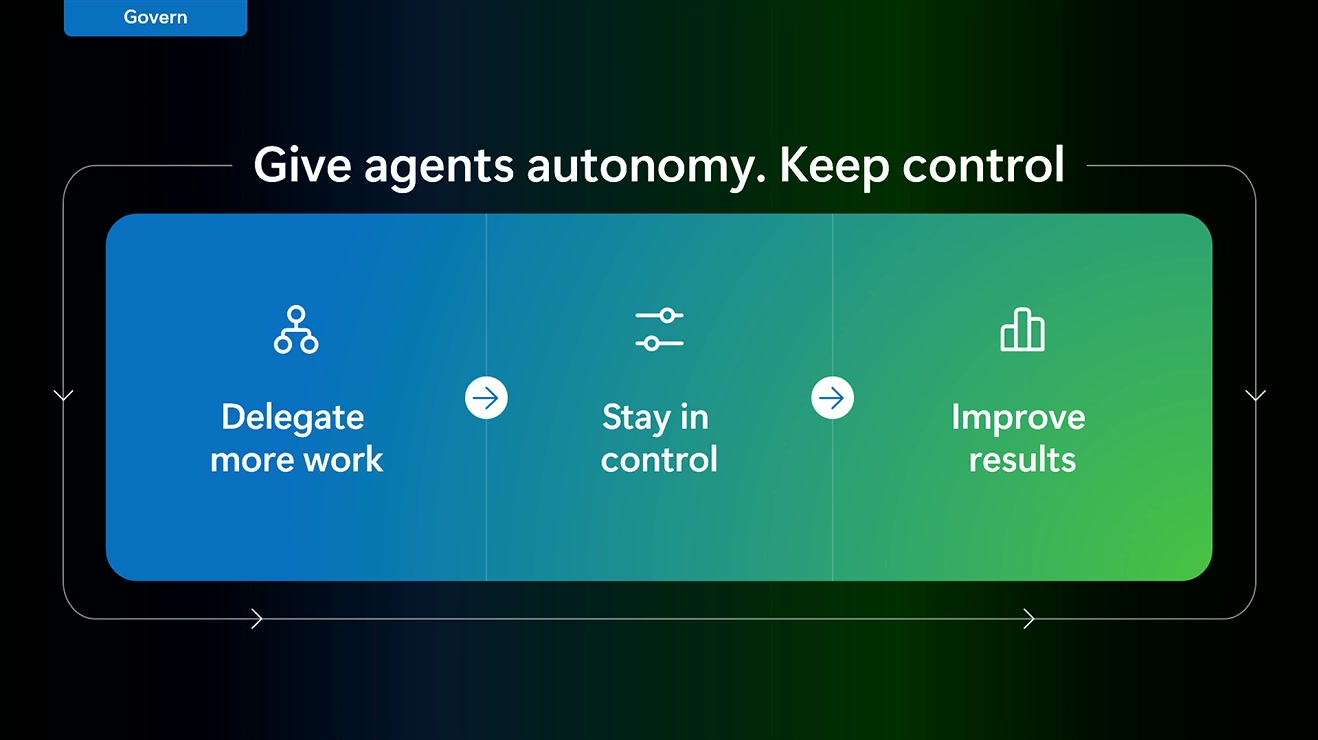 Govern
Give agents autonomy. Keep control
Delegate
more work
Stay in
control
Improve
results